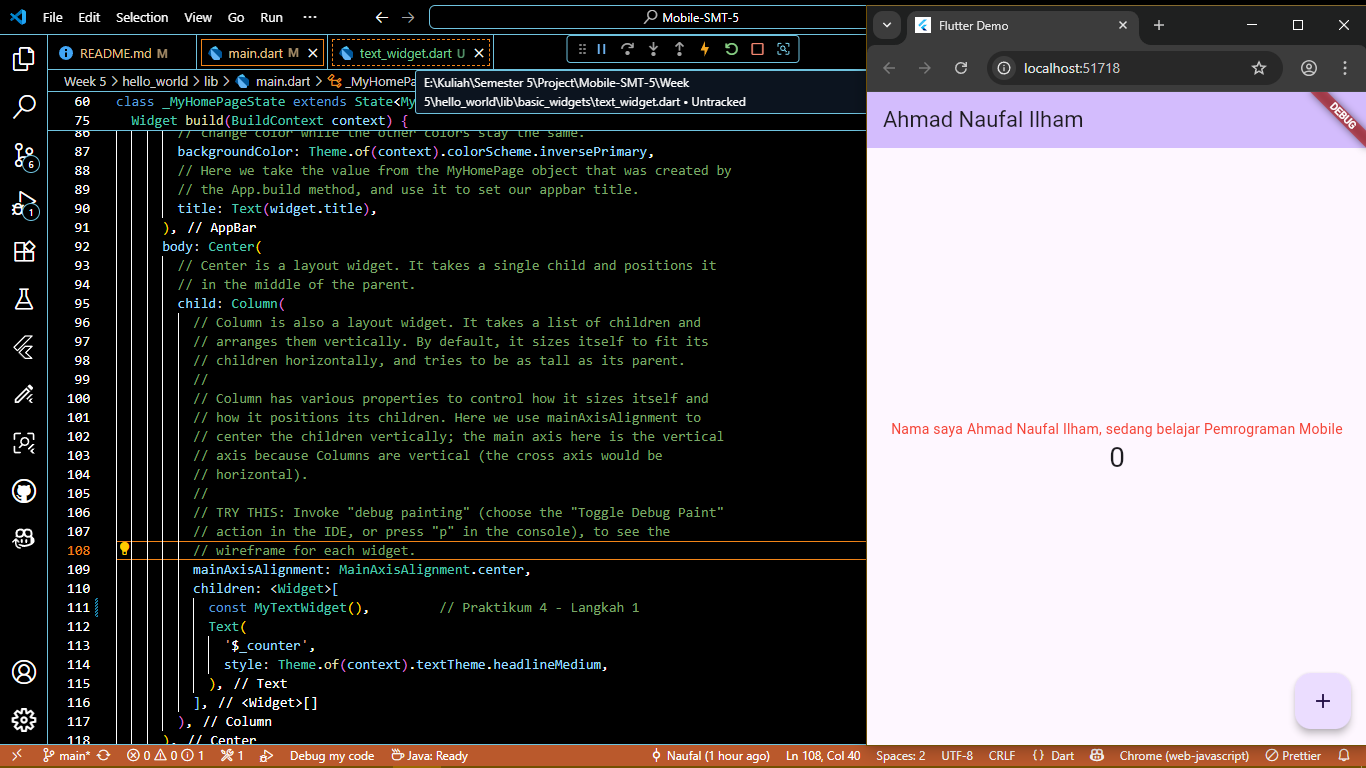 File Edit Selection View Go Run ··· ← → Mobile-SMT-5
README.md M main.dart M text_widget.dart U
Week 5 > hello_world > lib > main.dart > _MyHomePa
E:\Kuliah\Semester 5\Project\Mobile-SMT-5\Week
5\hello_world\lib\basic_widgets\text_widget.dart • Untracked
60 class _MyHomePageState extends State<My
75 Widget build(BuildContext context) {
86 // change color while the other colors stay the same.
87 backgroundColor: Theme.of(context).colorScheme.inversePrimary,
88 // Here we take the value from the MyHomePage object that was created by
89 // the App.build method, and use it to set our appbar title.
90 title: Text(widget.title),
91 ), // AppBar
92 body: Center(
93 // Center is a layout widget. It takes a single child and positions it
94 // in the middle of the parent.
95 child: Column(
96 // Column is also a layout widget. It takes a list of children and
97 // arranges them vertically. By default, it sizes itself to fit its
98 // children horizontally, and tries to be as tall as its parent.
99 //
100 // Column has various properties to control how it sizes itself and
101 // how it positions its children. Here we use mainAxisAlignment to
102 // center the children vertically; the main axis here is the vertical
103 // axis because Columns are vertical (the cross axis would be
104 // horizontal).
105 //
106 // TRY THIS: Invoke "debug painting" (choose the "Toggle Debug Paint"
107 // action in the IDE, or press "p" in the console), to see the
108 // wireframe for each widget.
109 mainAxisAlignment: MainAxisAlignment.center,
110 children: <Widget>[
111 const MyTextWidget(), // Praktikum 4 - Langkah 1
112 Text(
113 '$_counter',
114 style: Theme.of(context).textTheme.headlineMedium,
115 ), // Text
116 ], // <Widget>[]
117 ), // Column
118 ), // Center
6
1
main* 0 0 1 1 Debug my code Java: Ready Naufal (1 hour ago) Ln 108, Col 40 Spaces: 2 UTF-8 CRLF {} Dart Chrome (web-javascript) Prettier
Flutter Demo
localhost:51718
Ahmad Naufal Ilham
DEBUG
Nama saya Ahmad Naufal Ilham, sedang belajar Pemrograman Mobile
0
+